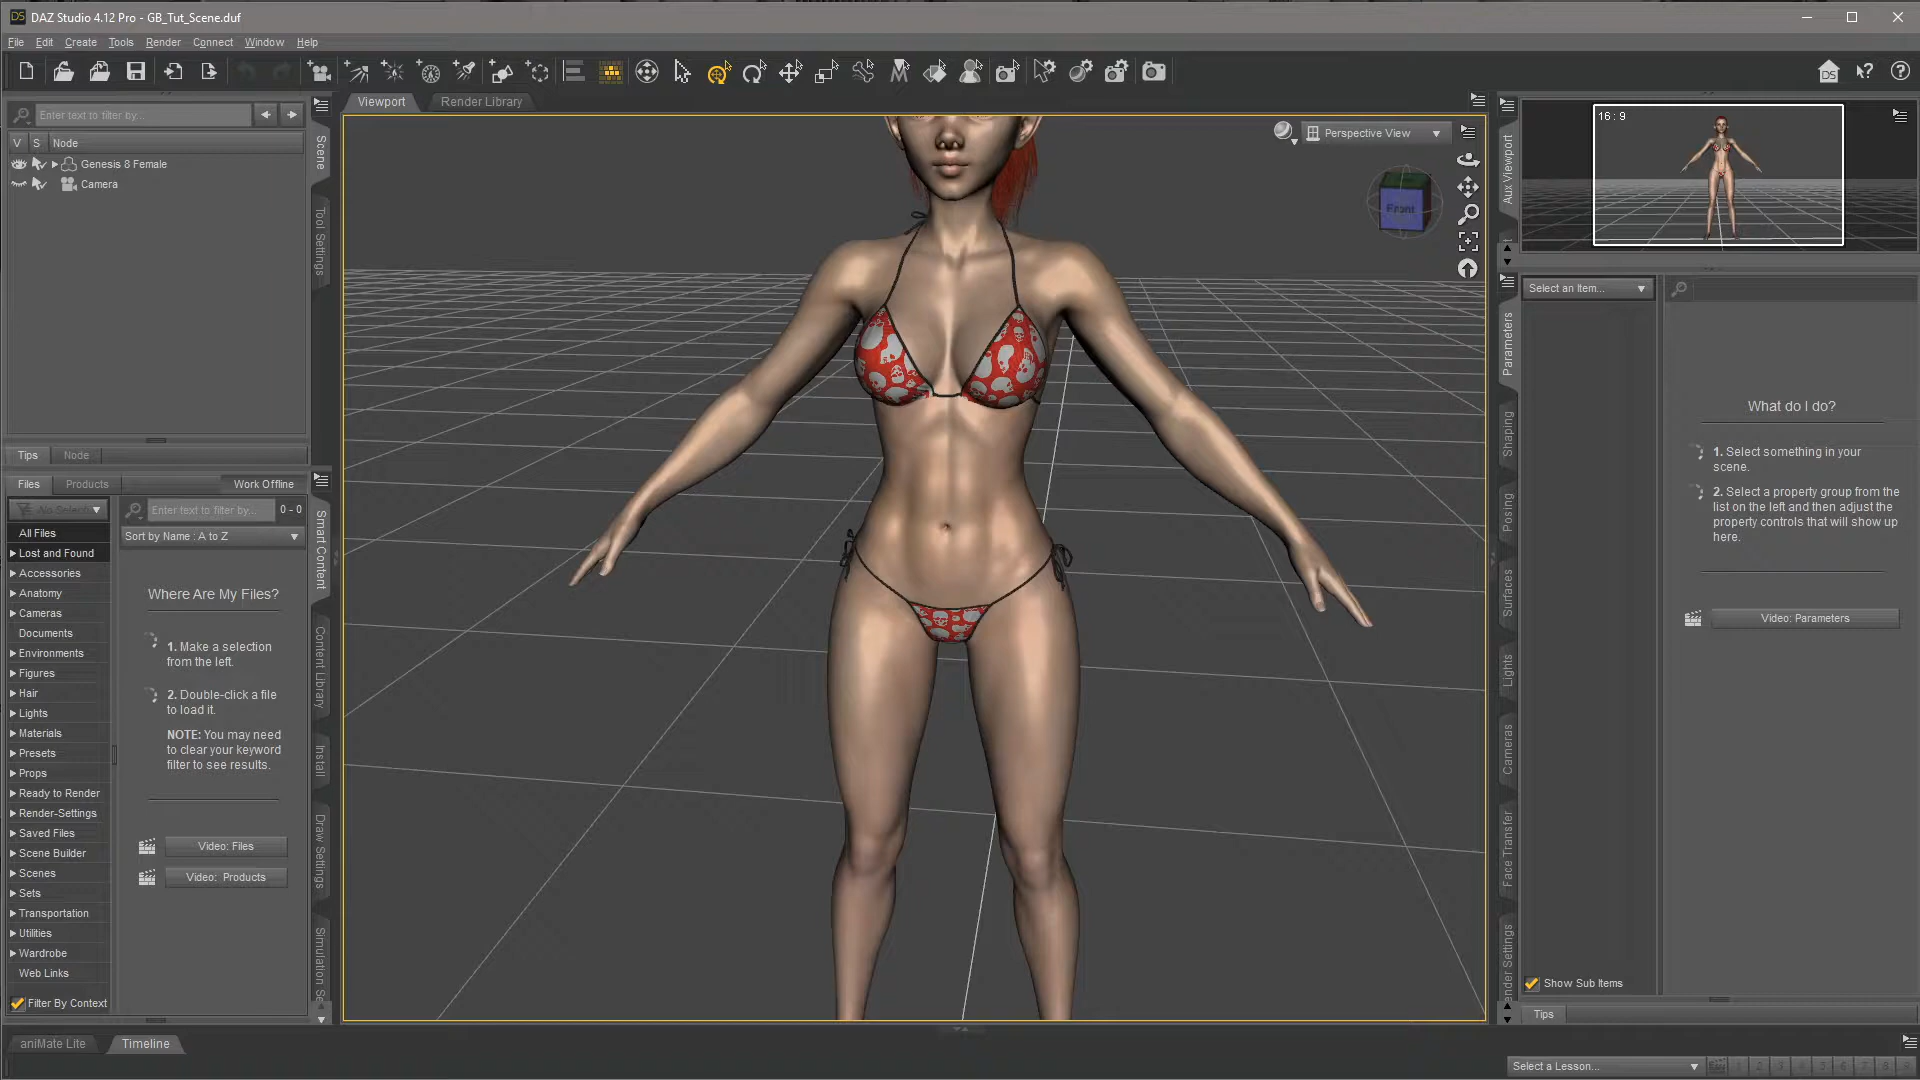 DS DAZ Studio 4.12 Pro - GB_Tut_Scene.duf
File Edit Create Tools Render Connect Window Help
Viewport Render Library
Enter text to filter by...
V S Node
Genesis 8 Female
Camera
Scene
Tool Settings
Tips Node
Files Products Work Offline
Enter text to filter by... 0 - 0
Sort by Name : A to Z
All Files
Lost and Found
Accessories
Anatomy
Cameras
Documents
Environments
Figures
Hair
Lights
Materials
Presets
Props
Ready to Render
Render-Settings
Saved Files
Scene Builder
Scenes
Sets
Transportation
Utilities
Wardrobe
Web Links
Filter By Context
Where Are My Files?
1. Make a selection
from the left.
2. Double-click a file
to load it.
NOTE: You may need
to clear your keyword
filter to see results.
Video: Files
Video: Products
Smart Content
Content Library
Install
Draw Settings
Simulation Se
Perspective View
Front
16 : 9
Aux Viewport
Select an Item...
Parameters
Shaping
Posing
Surfaces
Lights
Cameras
Face Transfer
ender Settings
What do I do?
1. Select something in your
scene.
2. Select a property group from the
list on the left and then adjust the
property controls that will show up
here.
Video: Parameters
Show Sub Items
Tips
aniMate Lite Timeline
Select a Lesson...